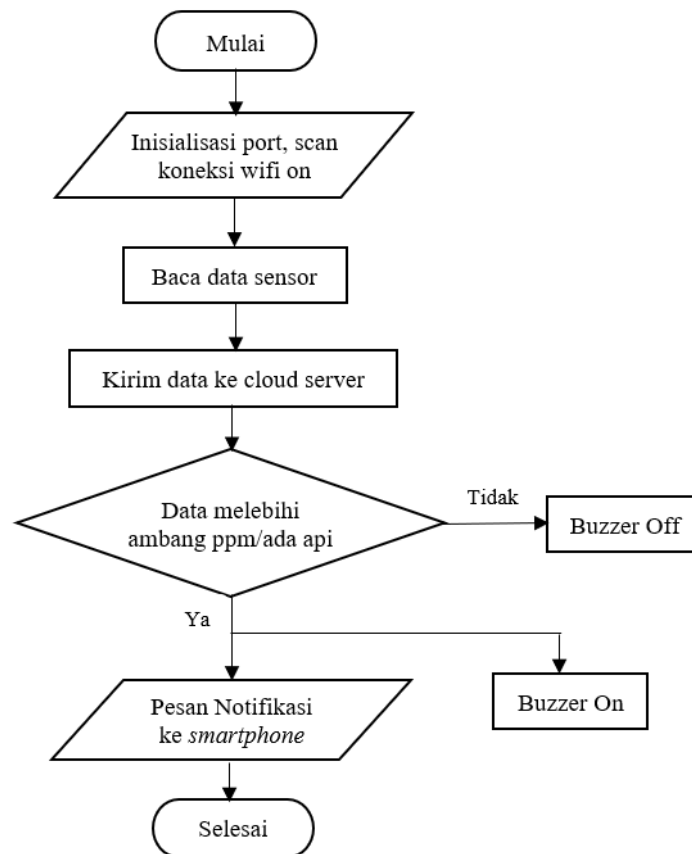 Mulai
Inisialisasi port, scan
koneksi wifi on
Baca data sensor
Kirim data ke cloud server
Data melebihi
ambang ppm/ada api
Tidak
Buzzer Off
Ya
Pesan Notifikasi
ke smartphone
Buzzer On
Selesai